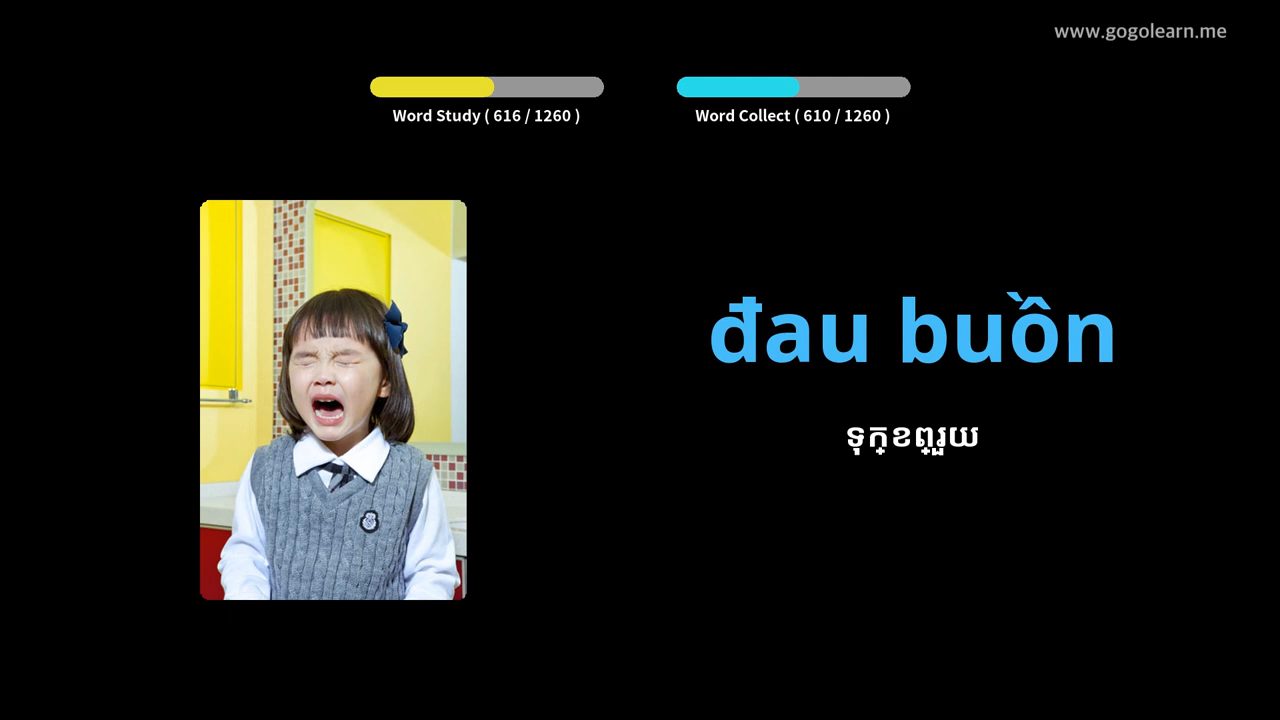 www.gogolearn.me
Word Study ( 616 / 1260 )
Word Collect ( 610 / 1260 )
đau buồn
ទុក្ខព្រួយ